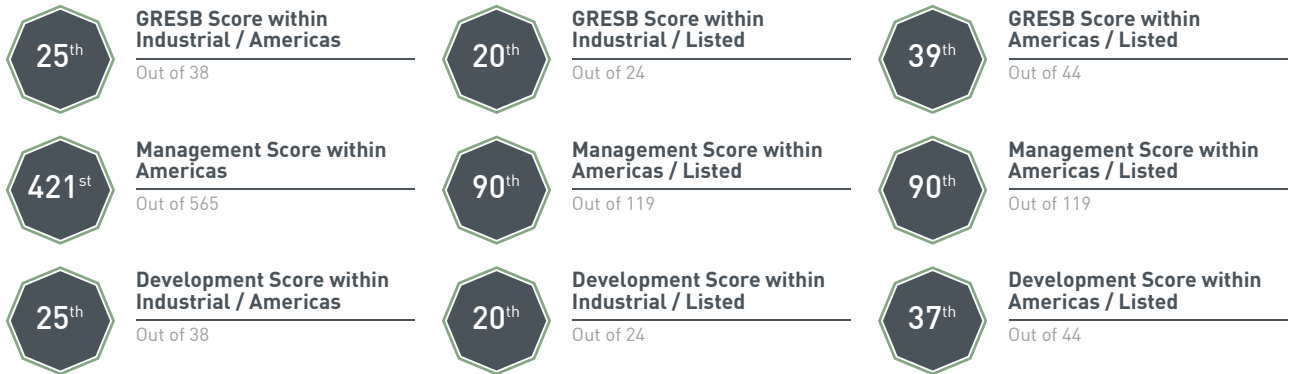 25th
GRESB Score within
Industrial / Americas
Out of 38
20th
GRESB Score within
Industrial / Listed
Out of 24
39th
GRESB Score within
Americas / Listed
Out of 44
421st
Management Score within
Americas
Out of 565
90th
Management Score within
Americas / Listed
Out of 119
90th
Management Score within
Americas / Listed
Out of 119
25th
Development Score within
Industrial / Americas
Out of 38
20th
Development Score within
Industrial / Listed
Out of 24
37th
Development Score within
Americas / Listed
Out of 44